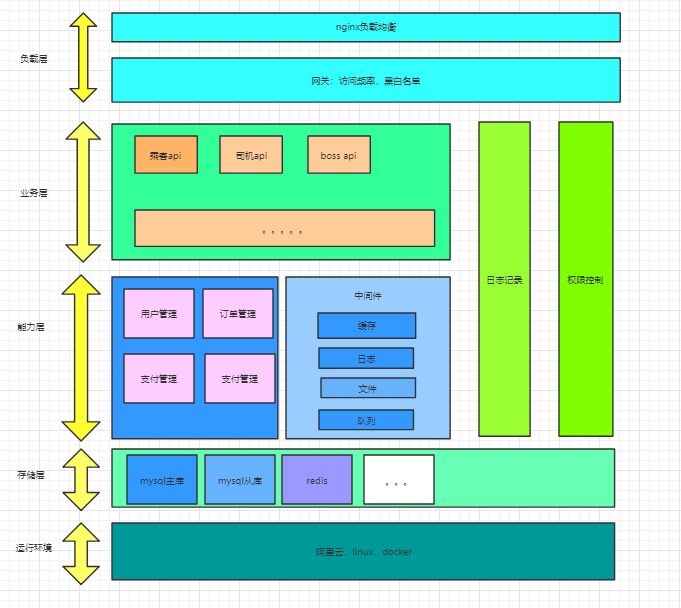 nginx负载均衡
负载层
网关：访问频率、黑白名单
业务层
乘客api
司机api
boss api
。。。。。
日志记录
权限控制
能力层
用户管理
订单管理
支付管理
支付管理
中间件
缓存
日志
文件
队列
存储层
mysql主库
mysql从库
redis
。。。
运行环境
阿里云、linux、docker